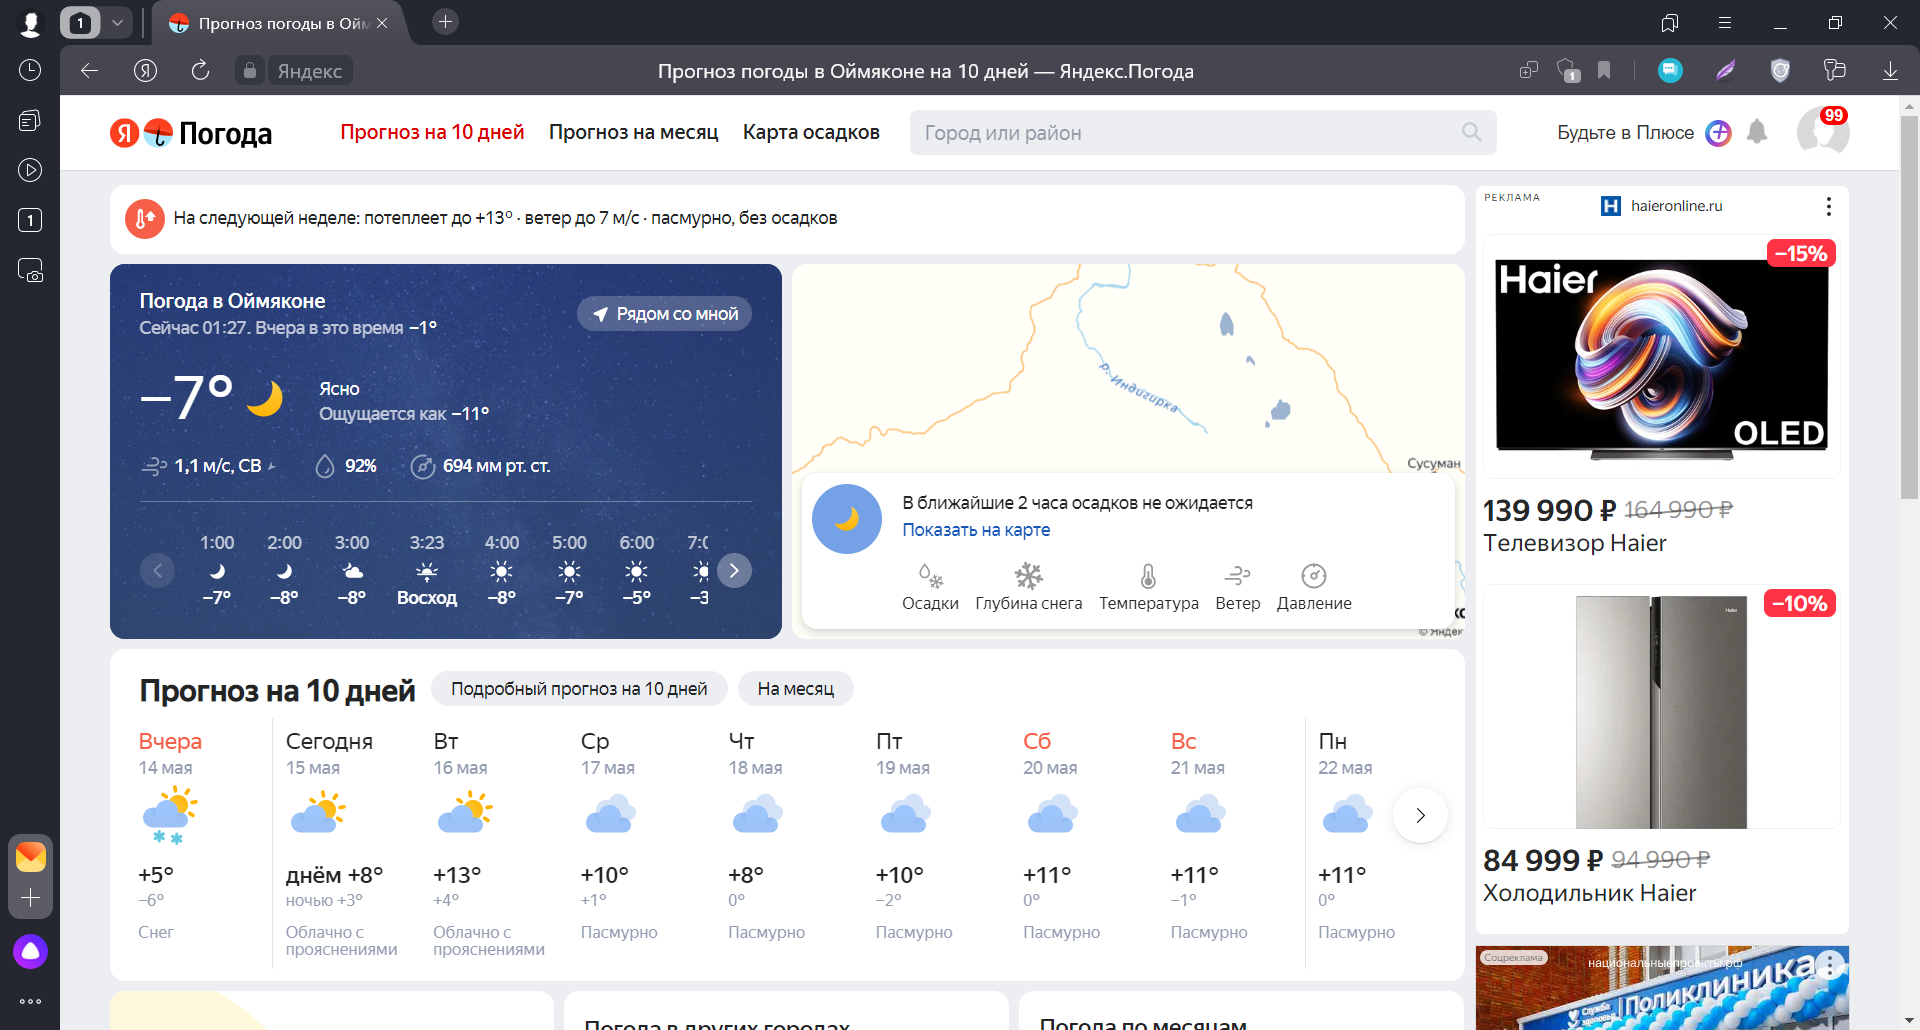 1
Прогноз погоды в Ойм
Яндекс
Прогноз погоды в Оймяконе на 10 дней — Яндекс.Погода
1
1
Я Погода
Прогноз на 10 дней
Прогноз на месяц
Карта осадков
Город или район
Будьте в Плюсе
99
На следующей неделе: потеплеет до +13° · ветер до 7 м/с · пасмурно, без осадков
Погода в Оймяконе
Сейчас 01:27. Вчера в это время −1°
Рядом со мной
−7°
Ясно
Ощущается как −11°
1,1 м/с, СВ
92%
694 мм рт. ст.
1:00 2:00 3:00 3:23 4:00 5:00 6:00
−7° −8° −8° Восход −8° −7° −5° −3
р. Индигирка
Сусуман
В ближайшие 2 часа осадков не ожидается
Показать на карте
Осадки Глубина снега Температура Ветер Давление
© Яндек
Прогноз на 10 дней
Подробный прогноз на 10 дней
На месяц
Вчера Сегодня Вт Ср Чт Пт Сб Вс Пн
14 мая 15 мая 16 мая 17 мая 18 мая 19 мая 20 мая 21 мая 22 мая
+5° днём +8° +13° +10° +8° +10° +11° +11° +11°
−6° ночью +3° +4° +1° 0° −2° 0° −1° 0°
Снег Облачно с Облачно с Пасмурно Пасмурно Пасмурно Пасмурно Пасмурно Пасмурно
прояснениями прояснениями
Погода в других городах
Погода по месяцам
РЕКЛАМА
H haieronline.ru
−15%
Haier
OLED
139 990 ₽ 164 990 ₽
Телевизор Haier
−10%
Haier
84 999 ₽ 94 990 ₽
Холодильник Haier
Соцреклама
национальныепроекты.рф
Служба
здоровья
Поликлиника